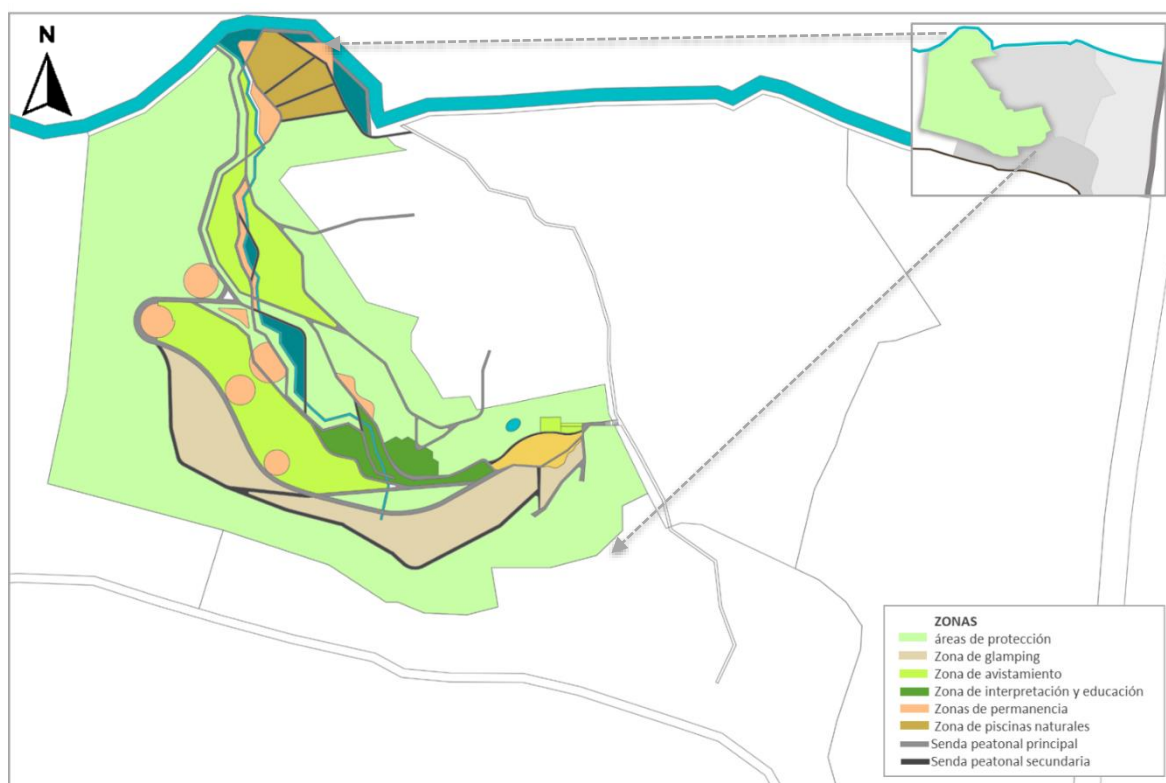 N
ZONAS
áreas de protección
Zona de glamping
Zona de avistamiento
Zona de interpretación y educación
Zonas de permanencia
Zona de piscinas naturales
Senda peatonal principal
Senda peatonal secundaria